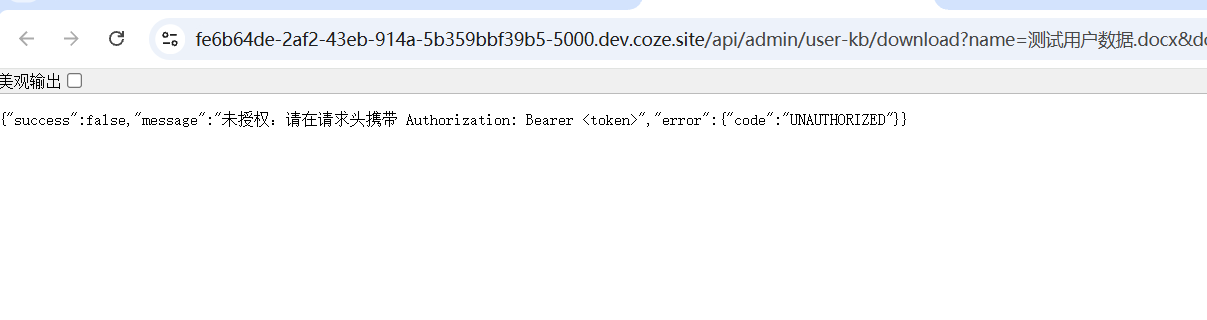 fe6b64de-2af2-43eb-914a-5b359bbf39b5-5000.dev.coze.site/api/admin/user-kb/download?name=测试用户数据.docx&do
美观输出
{"success":false,"message":"未授权：请在请求头携带 Authorization: Bearer <token>","error":{"code":"UNAUTHORIZED"}}